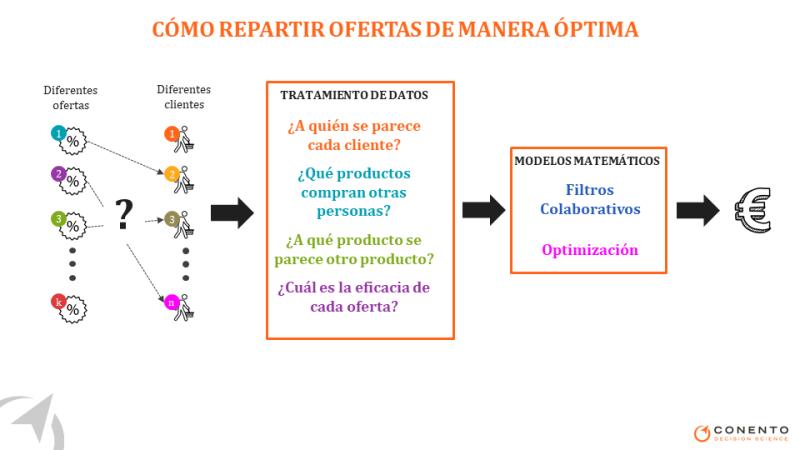 CÓMO REPARTIR OFERTAS DE MANERA ÓPTIMA
Diferentes
ofertas
Diferentes
clientes
1 %
1
2 %
2
?
3 %
3
k %
n
TRATAMIENTO DE DATOS
¿A quién se parece
cada cliente?
¿Qué productos
compran otras
personas?
¿A qué producto se
parece otro producto?
¿Cuál es la eficacia de
cada oferta?
MODELOS MATEMÁTICOS
Filtros
Colaborativos
Optimización
€
CONENTO
DECISION SCIENCE